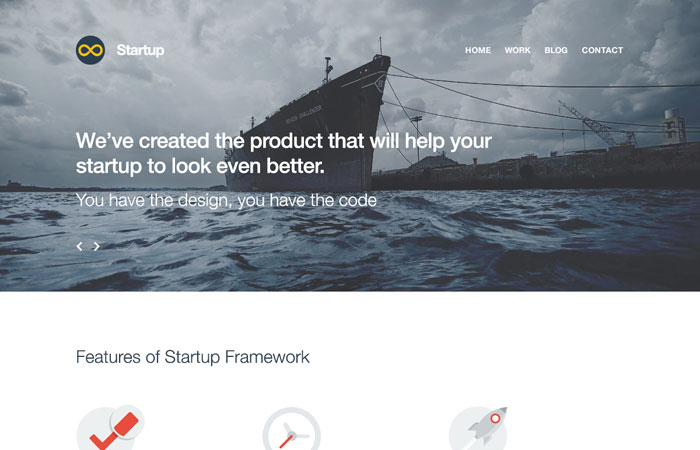 Startup
HOME WORK BLOG CONTACT
We’ve created the product that will help your
startup to look even better.
You have the design, you have the code
Features of Startup Framework